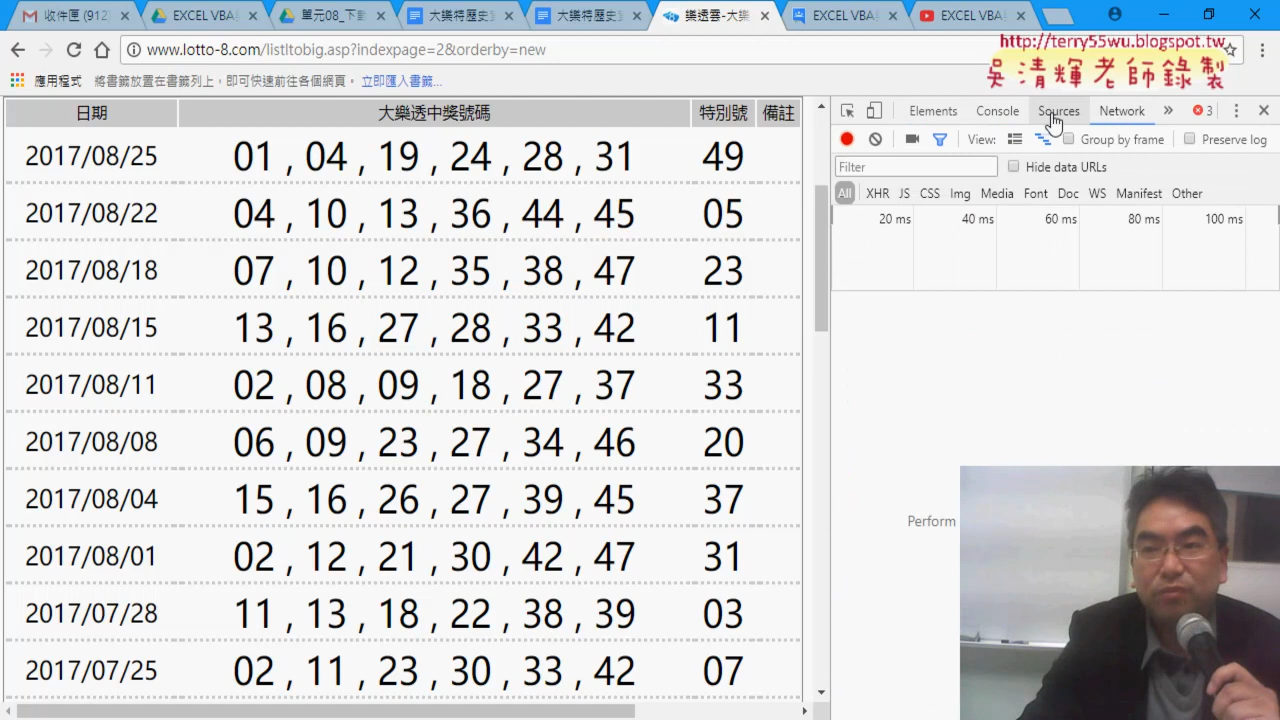 收件匣 (912
EXCEL VBA
單元08_下
大樂特歷史
大樂特歷史
樂透雲-大
EXCEL VBA
EXCEL VBA
www.lotto-8.com/listltobig.asp?indexpage=2&orderby=new
http://terry55wu.blogspot.tw
吳清輝老師錄製
應用程式 將書籤放置在書籤列上，即可快速前往各個網頁。 立即匯入書籤...
Elements Console Sources Network » 3
View: Group by frame Preserve log
Filter Hide data URLs
All XHR JS CSS Img Media Font Doc WS Manifest Other
20 ms 40 ms 60 ms 80 ms 100 ms
Perform
日期 大樂透中獎號碼 特別號 備註
2017/08/25 01 , 04 , 19 , 24 , 28 , 31 49
2017/08/22 04 , 10 , 13 , 36 , 44 , 45 05
2017/08/18 07 , 10 , 12 , 35 , 38 , 47 23
2017/08/15 13 , 16 , 27 , 28 , 33 , 42 11
2017/08/11 02 , 08 , 09 , 18 , 27 , 37 33
2017/08/08 06 , 09 , 23 , 27 , 34 , 46 20
2017/08/04 15 , 16 , 26 , 27 , 39 , 45 37
2017/08/01 02 , 12 , 21 , 30 , 42 , 47 31
2017/07/28 11 , 13 , 18 , 22 , 38 , 39 03
2017/07/25 02 , 11 , 23 , 30 , 33 , 42 07